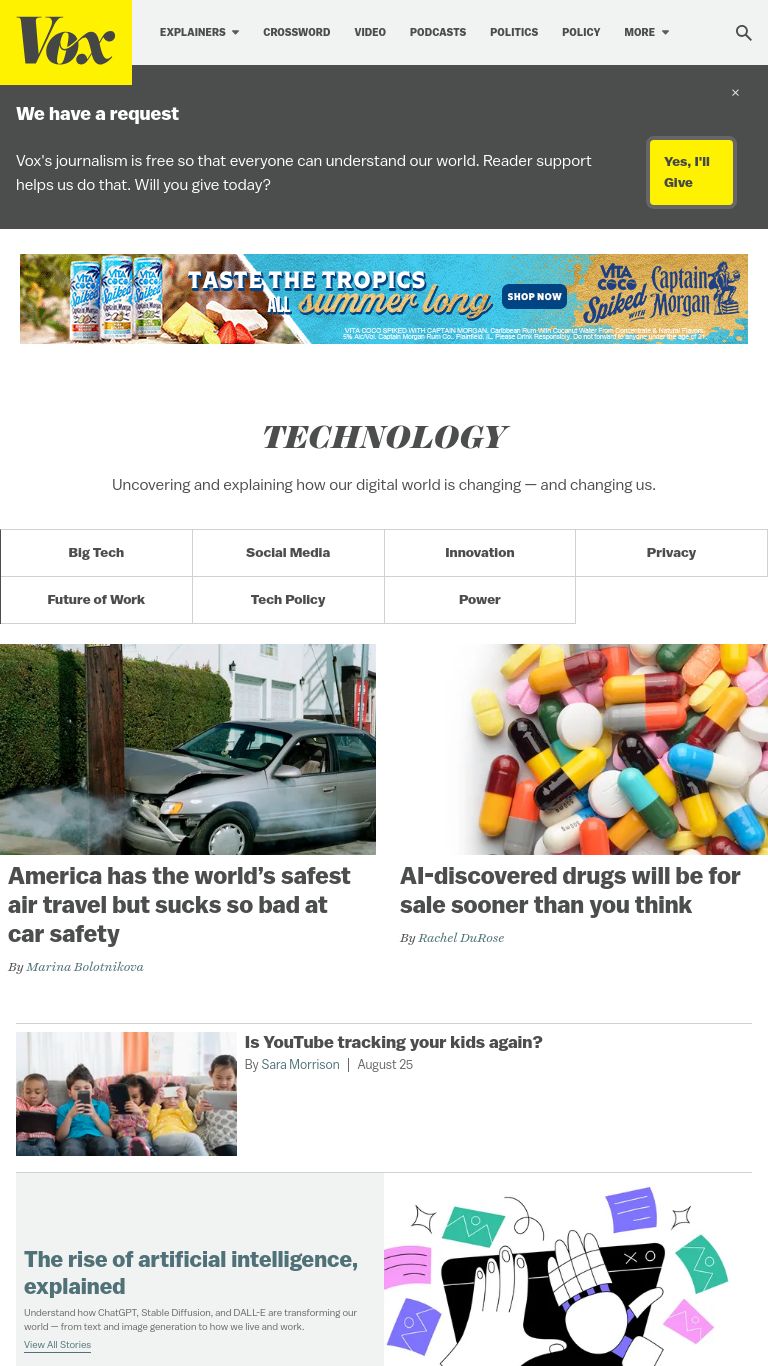 Vox
EXPLAINERS
CROSSWORD
VIDEO
PODCASTS
POLITICS
POLICY
MORE
×
We have a request
Vox's journalism is free so that everyone can understand our world. Reader support
helps us do that. Will you give today?
Yes, I'll
Give
TASTE THE TROPICS
ALL summer long
SHOP NOW
VITA
COCO
Spiked
WITH
Captain
Morgan
VITA COCO SPIKED WITH CAPTAIN MORGAN. Caribbean Rum With Coconut Water From Concentrate & Natural Flavors.
5% Alc/Vol. Captain Morgan Rum Co., Plainfield, IL. Please Drink Responsibly. Do not forward to anyone under the age of 21.
TECHNOLOGY
Uncovering and explaining how our digital world is changing — and changing us.
Big Tech
Social Media
Innovation
Privacy
Future of Work
Tech Policy
Power
America has the world’s safest
air travel but sucks so bad at
car safety
By Marina Bolotnikova
AI-discovered drugs will be for
sale sooner than you think
By Rachel DuRose
Is YouTube tracking your kids again?
By Sara Morrison | August 25
The rise of artificial intelligence,
explained
Understand how ChatGPT, Stable Diffusion, and DALL-E are transforming our
world — from text and image generation to how we live and work.
View All Stories